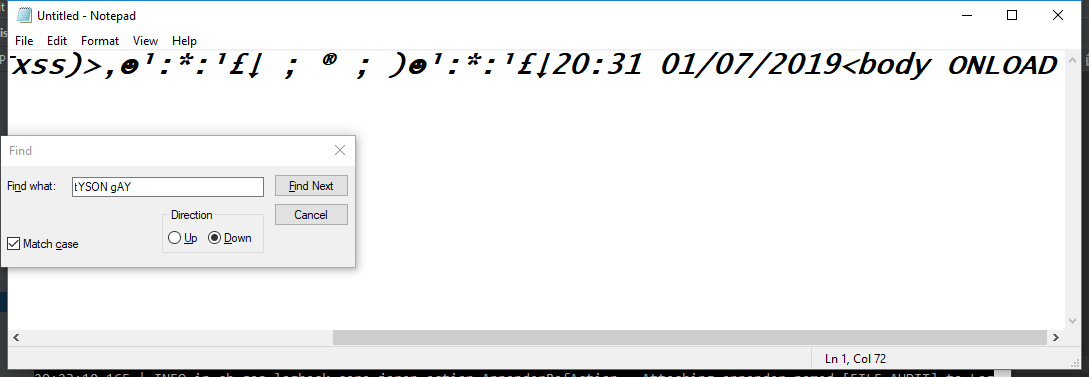 Untitled - Notepad
File Edit Format View Help
xss)>,☻':*:'£↓ ; ® ; )☻':*:'£↓20:31 01/07/2019<body ONLOAD
Find
Find what: tYSON gAY Find Next
Cancel
Direction
Up Down
Match case
Ln 1, Col 72